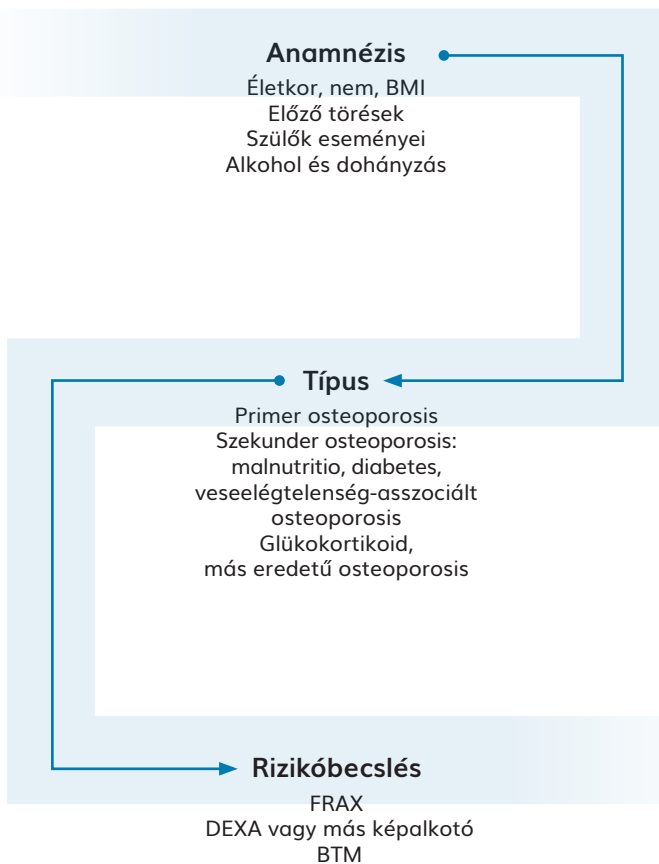 Anamnézis
Életkor, nem, BMI
Előző törések
Szülők eseményei
Alkohol és dohányzás
Típus
Primer osteoporosis
Szekunder osteoporosis:
malnutritio, diabetes,
veseelégtelenség-asszociált
osteoporosis
Glükokortikoid,
más eredetű osteoporosis
Rizikóbecslés
FRAX
DEXA vagy más képalkotó
BTM